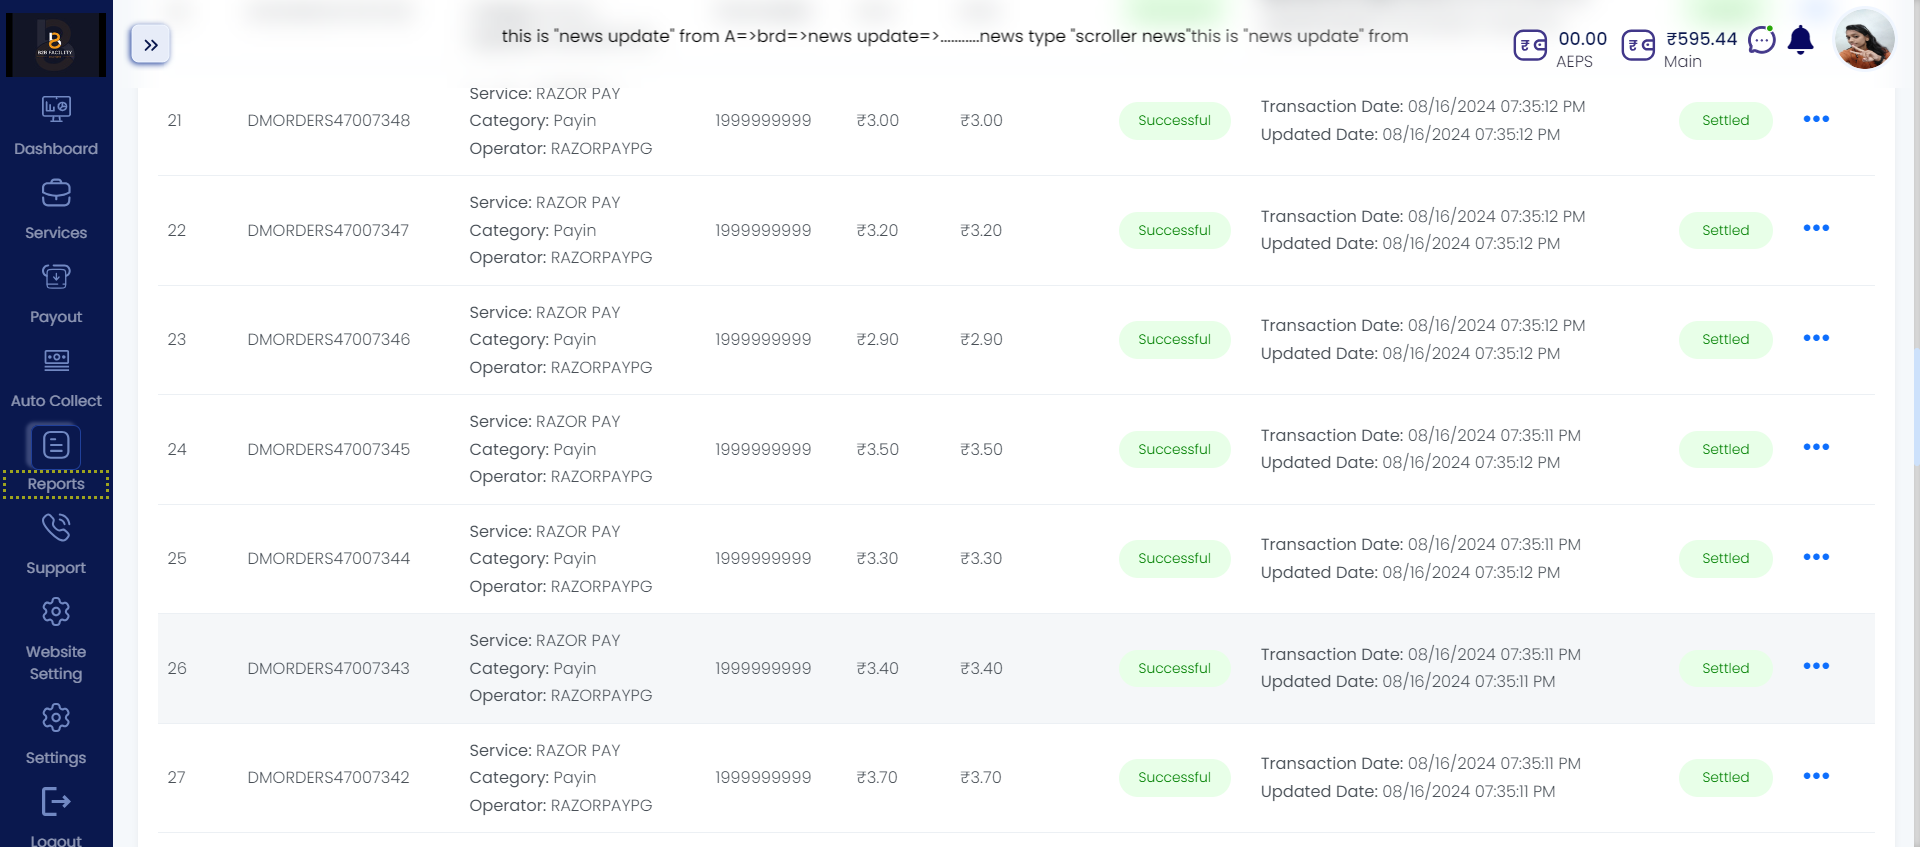 B2B FACILITY
this is "news update" from A=>brd=>news update=>...........news type "scroller news"this is "news update" from
00.00
AEPS
₹595.44
Main
Dashboard
Services
Payout
Auto Collect
Reports
Support
Website
Setting
Settings
Logout
21 DMORDERS47007348 Service: RAZOR PAY
Category: Payin
Operator: RAZORPAYPG
1999999999 ₹3.00 ₹3.00 Successful
Transaction Date: 08/16/2024 07:35:12 PM
Updated Date: 08/16/2024 07:35:12 PM
Settled
22 DMORDERS47007347 Service: RAZOR PAY
Category: Payin
Operator: RAZORPAYPG
1999999999 ₹3.20 ₹3.20 Successful
Transaction Date: 08/16/2024 07:35:12 PM
Updated Date: 08/16/2024 07:35:12 PM
Settled
23 DMORDERS47007346 Service: RAZOR PAY
Category: Payin
Operator: RAZORPAYPG
1999999999 ₹2.90 ₹2.90 Successful
Transaction Date: 08/16/2024 07:35:12 PM
Updated Date: 08/16/2024 07:35:12 PM
Settled
24 DMORDERS47007345 Service: RAZOR PAY
Category: Payin
Operator: RAZORPAYPG
1999999999 ₹3.50 ₹3.50 Successful
Transaction Date: 08/16/2024 07:35:11 PM
Updated Date: 08/16/2024 07:35:12 PM
Settled
25 DMORDERS47007344 Service: RAZOR PAY
Category: Payin
Operator: RAZORPAYPG
1999999999 ₹3.30 ₹3.30 Successful
Transaction Date: 08/16/2024 07:35:11 PM
Updated Date: 08/16/2024 07:35:12 PM
Settled
26 DMORDERS47007343 Service: RAZOR PAY
Category: Payin
Operator: RAZORPAYPG
1999999999 ₹3.40 ₹3.40 Successful
Transaction Date: 08/16/2024 07:35:11 PM
Updated Date: 08/16/2024 07:35:11 PM
Settled
27 DMORDERS47007342 Service: RAZOR PAY
Category: Payin
Operator: RAZORPAYPG
1999999999 ₹3.70 ₹3.70 Successful
Transaction Date: 08/16/2024 07:35:11 PM
Updated Date: 08/16/2024 07:35:11 PM
Settled